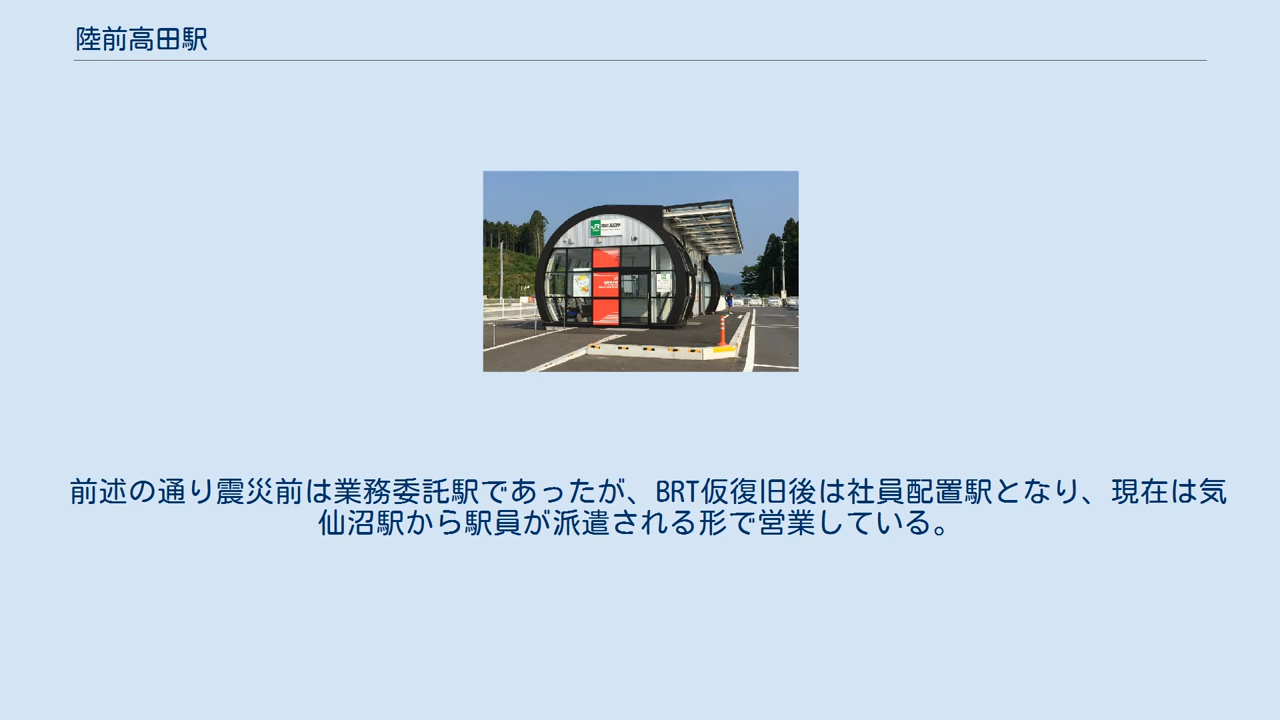 陸前高田駅
JR
前述の通り震災前は業務委託駅であったが、BRT仮復旧後は社員配置駅となり、現在は気
仙沼駅から駅員が派遣される形で営業している。